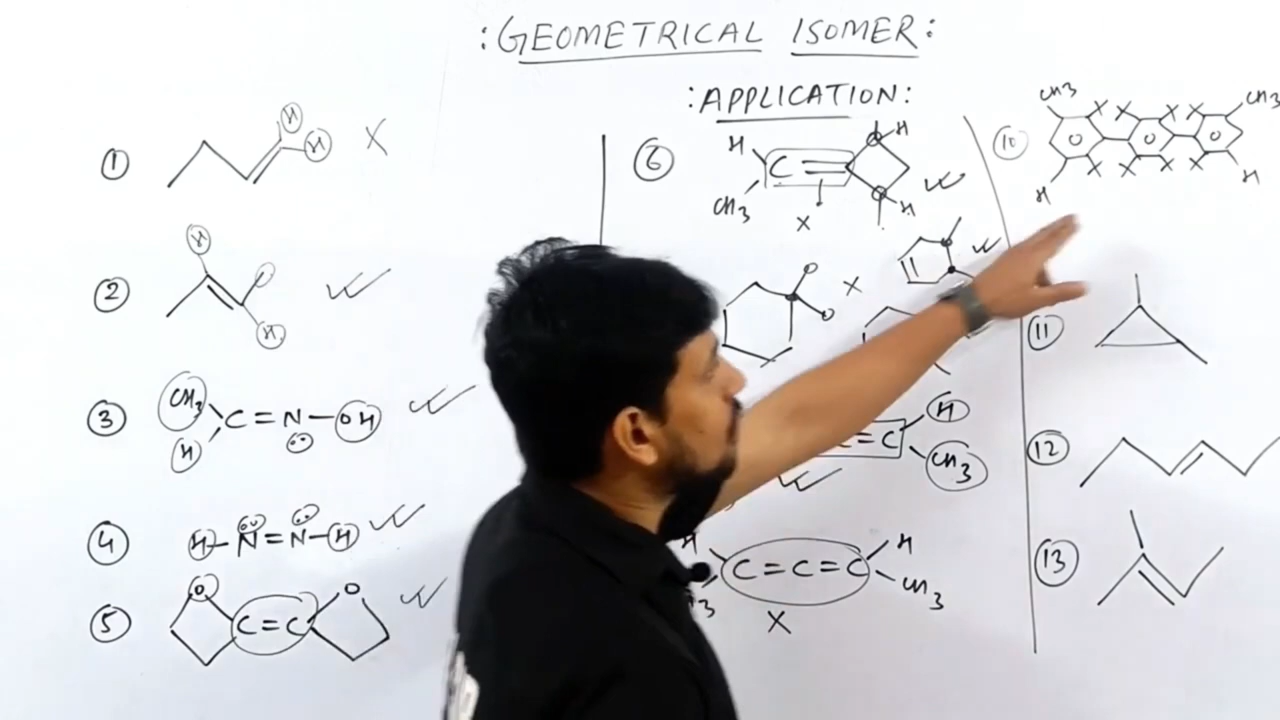 : GEOMETRICAL ISOMER :
: APPLICATION :
① H H X
② H H
③ CH3 H C = N - OH
④ H - N = N - H
⑤ O C = C O
⑥ H CH3 C H H X
X
= C H CH3
H C = C = C H CH3
3 X
⑩ CH3 X X X X CH3
O O O
H X X X X H
⑪
⑫
⑬